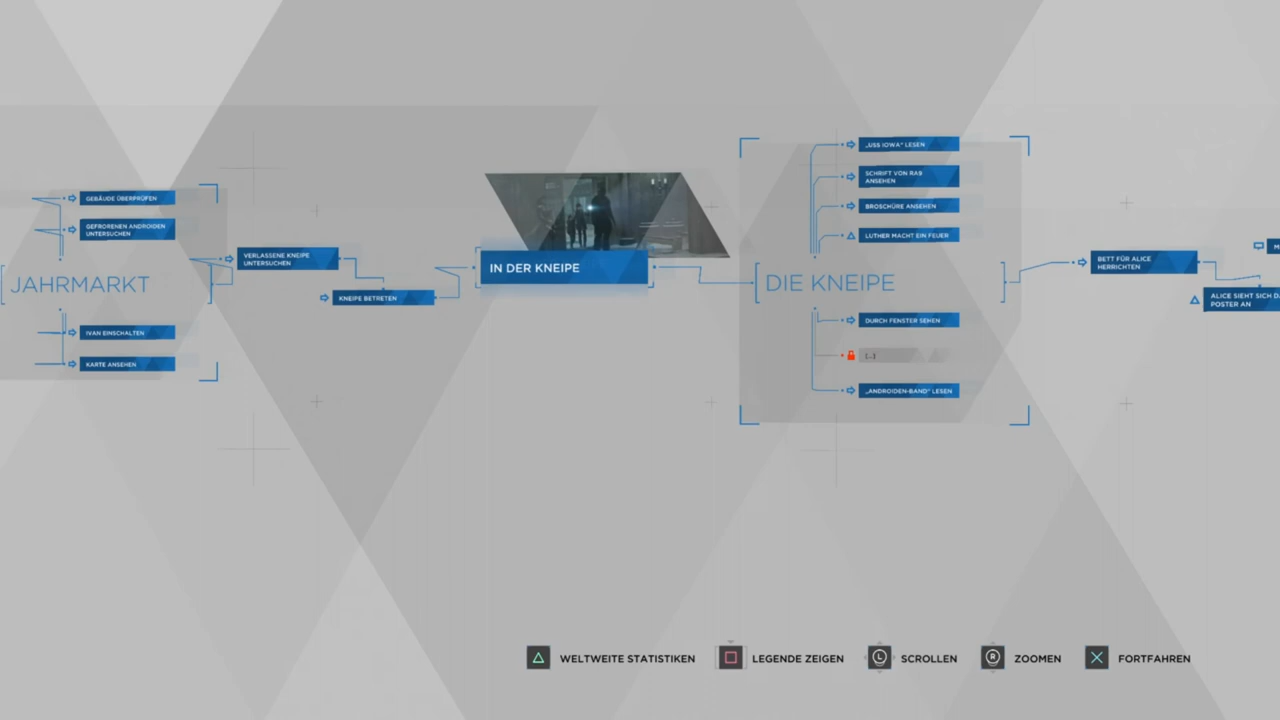 GEBÄUDE ÜBERPRÜFEN
GEFRORENEN ANDROIDEN
UNTERSUCHEN
JAHRMARKT
IVAN EINSCHALTEN
KARTE ANSEHEN
VERLASSENE KNEIPE
UNTERSUCHEN
KNEIPE BETRETEN
IN DER KNEIPE
„USS IOWA" LESEN
SCHRIFT VON RA9
ANSEHEN
BROSCHÜRE ANSEHEN
LUTHER MACHT EIN FEUER
DIE KNEIPE
DURCH FENSTER SEHEN
[...]
„ANDROIDEN-BAND" LESEN
BETT FÜR ALICE
HERRICHTEN
ALICE SIEHT SICH DA
POSTER AN
WELTWEITE STATISTIKEN
LEGENDE ZEIGEN
L SCROLLEN
R ZOOMEN
FORTFAHREN